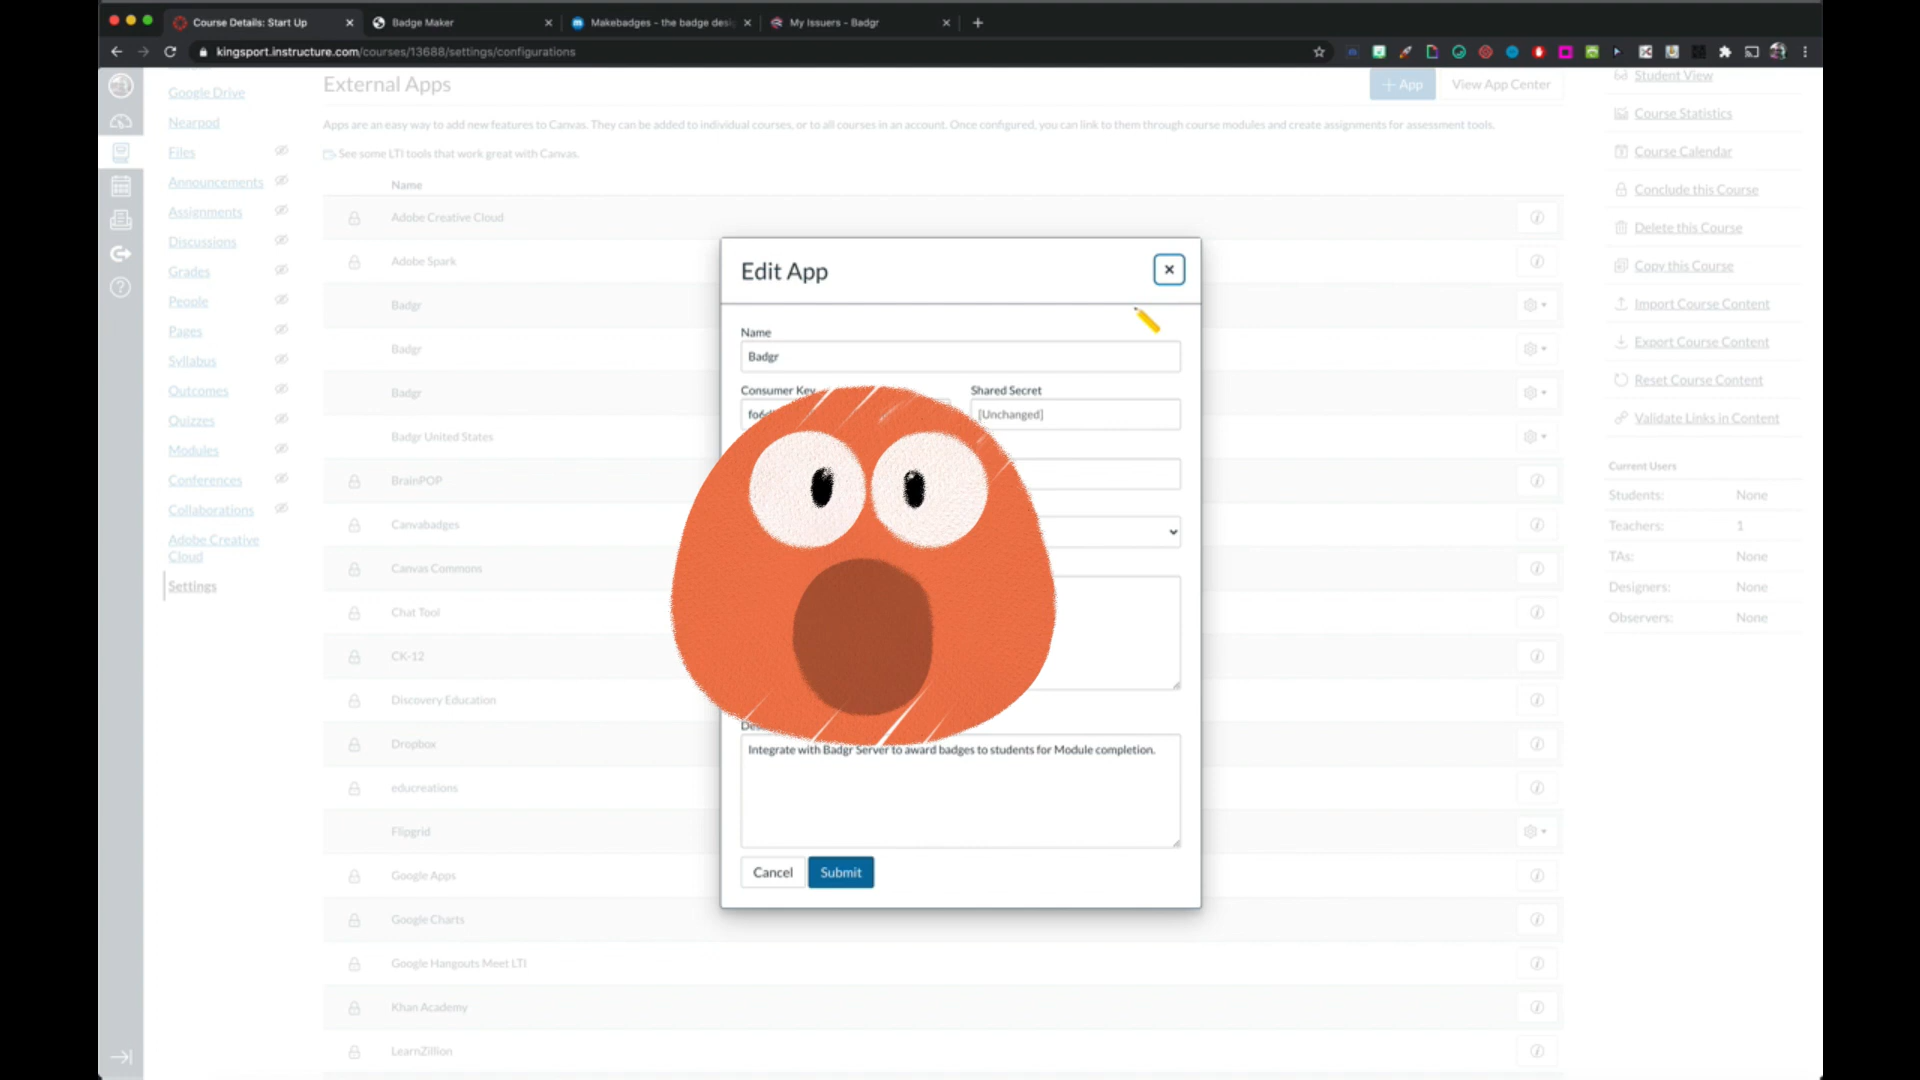 Course Details: Start Up
Badge Maker
Makebadges - the badge desi
My Issuers - Badgr
kingsport.instructure.com/courses/13688/settings/configurations
Google Drive
Nearpod
Files
Announcements
Assignments
Discussions
Grades
People
Pages
Syllabus
Outcomes
Quizzes
Modules
Conferences
Collaborations
Adobe Creative
Cloud
Settings
External Apps
+ App
View App Center
Apps are an easy way to add new features to Canvas. They can be added to individual courses, or to all courses in an account. Once configured, you can link to them through course modules and create assignments for assessment tools.
See some LTI tools that work great with Canvas.
Name
Adobe Creative Cloud
Adobe Spark
Badgr
Badgr
Badgr
Badgr United States
BrainPOP
Canvabadges
Canvas Commons
Chat Tool
CK-12
Discovery Education
Dropbox
educreations
Flipgrid
Google Apps
Google Charts
Google Hangouts Meet LTI
Khan Academy
LearnZillion
Edit App
Name
Badgr
Consumer Key
Shared Secret
[Unchanged]
Integrate with Badgr Server to award badges to students for Module completion.
Cancel
Submit
Student View
Course Statistics
Course Calendar
Conclude this Course
Delete this Course
Copy this Course
Import Course Content
Export Course Content
Reset Course Content
Validate Links in Content
Current Users
Students: None
Teachers: 1
TAs: None
Designers: None
Observers: None